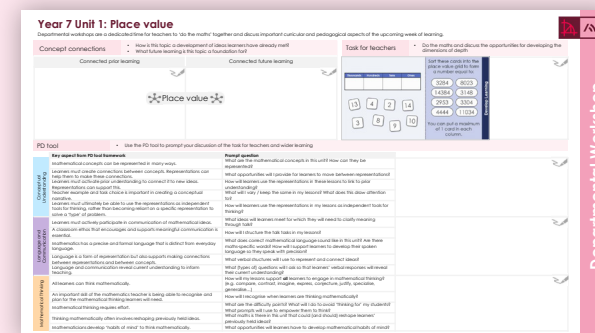 Year 7 Unit 1: Place value
Departmental workshops are a dedicated time for teachers to 'do the maths' together and discuss important curricular and pedagogical aspects of the upcoming week of learning.
Concept connections
• How is this topic a development of ideas learners have already met?
• What future learning is this topic a foundation for?
Task for teachers
• Do the maths and discuss the opportunities for developing the dimensions of depth
Connected prior learning
Connected future learning
Place value
Sort these cards into the
place value grid to form
a number equal to:
3284 8023
14384 3148
2953 3304
4444 11034
You can put a maximum
of 1 card in each
column.
13 4 2 14
3 8 9 10
PD tool
• Use the PD tool to prompt your discussion of the task for teachers and wider learning
Key aspect from PD tool framework
Prompt question
Conceptual Understanding
Mathematical concepts can be represented in many ways.
What are the mathematical concepts in this unit? How can they be
represented?
Learners must create connections between concepts. Representations can
help them to make these connections.
What opportunities will I provide for learners to move between representations?
Learners must activate prior understanding to connect it to new ideas.
Representations can support this.
How will learners use the representations in these lessons to link to prior
understanding?
Teacher example and task choice is important in creating a conceptual
narrative.
What will I vary / keep the same in my lessons? What does this draw attention
to?
Learners must ultimately be able to use the representations as independent
tools for thinking, rather than becoming reliant on a specific representation to
solve a 'type' of problem.
How will learners use the representations in my lessons as independent tools for
thinking?
Language and Communication
Learners must actively participate in communication of mathematical ideas.
What ideas will learners meet for which they will need to clarify meaning
through talk?
A classroom ethos that encourages and supports meaningful communication is
essential.
How will I structure the talk tasks in my lessons?
Mathematics has a precise and formal language that is distinct from everyday
language.
What does correct mathematical language sound like in this unit? Are there
maths-specific words? How will I support learners to develop their spoken
language so they speak with precision?
Language is a form of representation but also supports making connections
between representations and between concepts.
What verbal structures will I use to represent and connect ideas?
Language and communication reveal current understanding to inform
teaching.
What (types of) questions will I ask so that learners' verbal responses will reveal
their current understanding?
Mathematical Thinking
All learners can think mathematically.
How will my lessons support all learners to engage in mathematical thinking?
(e.g. compare, contrast, imagine, express, conjecture, justify, specialise,
generalise...)
An important skill of the mathematics teacher is being able to recognise and
plan for the mathematical thinking learners will need.
How will I recognise when learners are thinking mathematically?
Mathematical thinking requires effort.
What are the difficulty points? What will I do to avoid 'thinking for' my students?
What prompts will I use to empower them to think?
Thinking mathematically often involves reshaping previously held ideas.
What maths is there in this unit that could (and should) reshape learners'
previously held ideas?
Mathematicians develop 'habits of mind' to think mathematically.
What opportunities will learners have to develop mathematical habits of mind?
Departmental Workshop